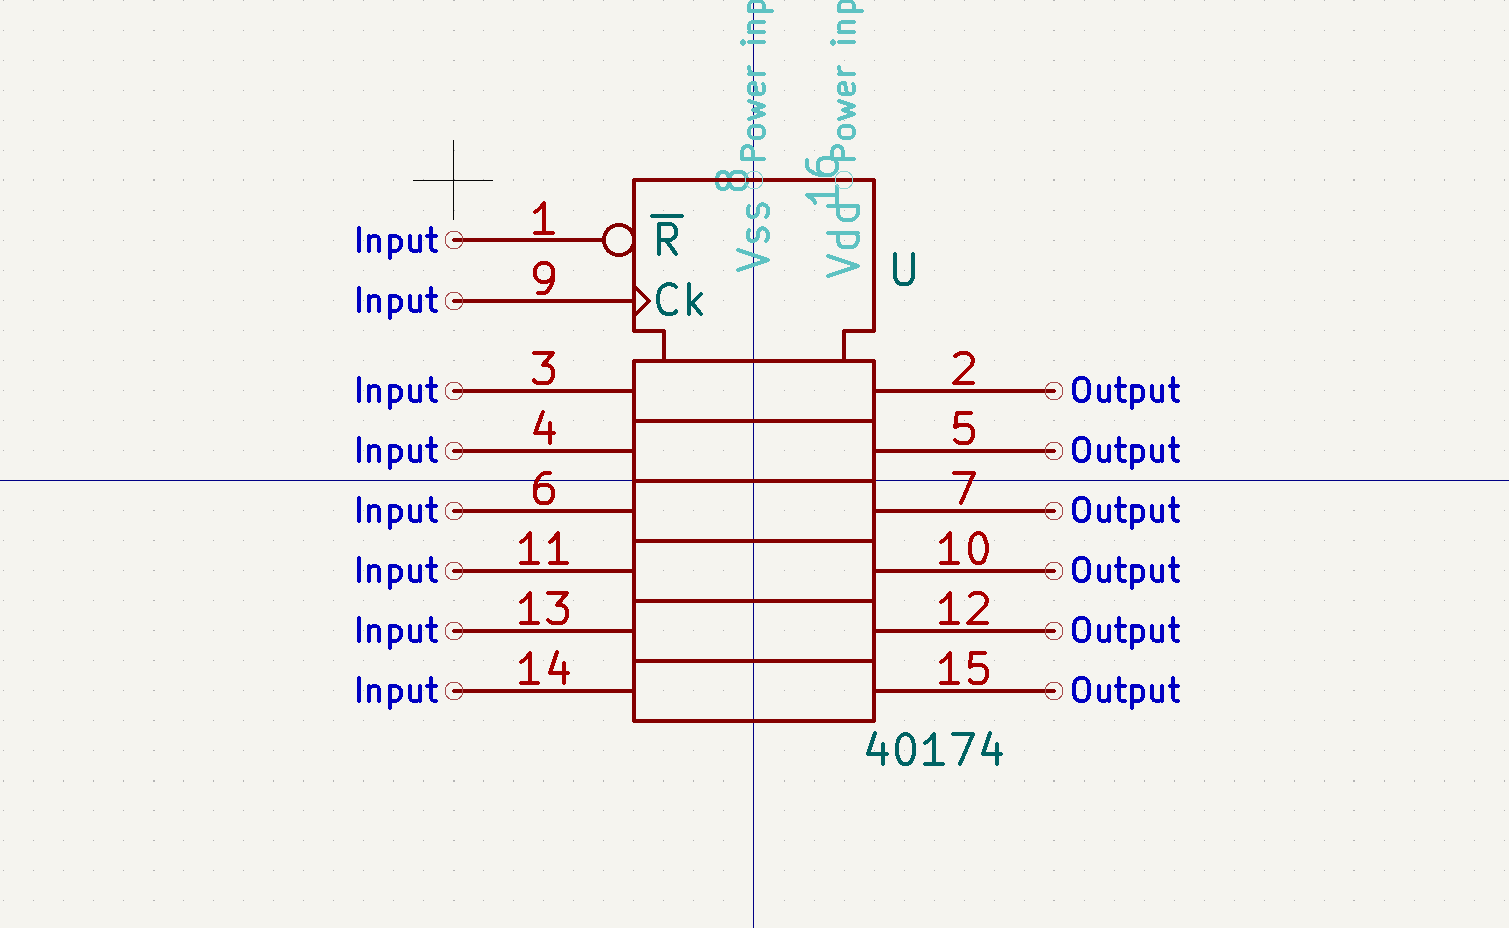 Power inp
Power inp
8
16
Vss
Vdd
Input 1 R
U
Input 9 Ck
Input 3 2 Output
Input 4 5 Output
Input 6 7 Output
Input 11 10 Output
Input 13 12 Output
Input 14 15 Output
40174